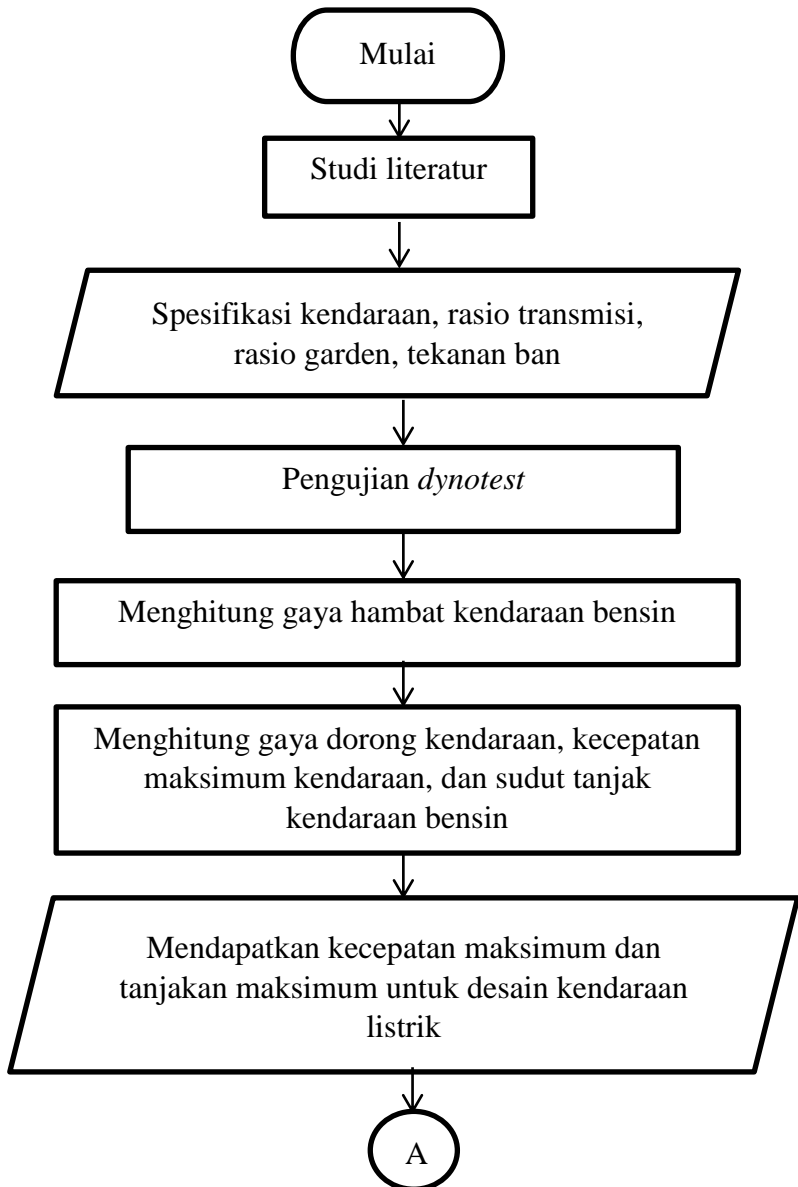 Mulai
Studi literatur
Spesifikasi kendaraan, rasio transmisi,
rasio garden, tekanan ban
Pengujian dynotest
Menghitung gaya hambat kendaraan bensin
Menghitung gaya dorong kendaraan, kecepatan
maksimum kendaraan, dan sudut tanjak
kendaraan bensin
Mendapatkan kecepatan maksimum dan
tanjakan maksimum untuk desain kendaraan
listrik
A